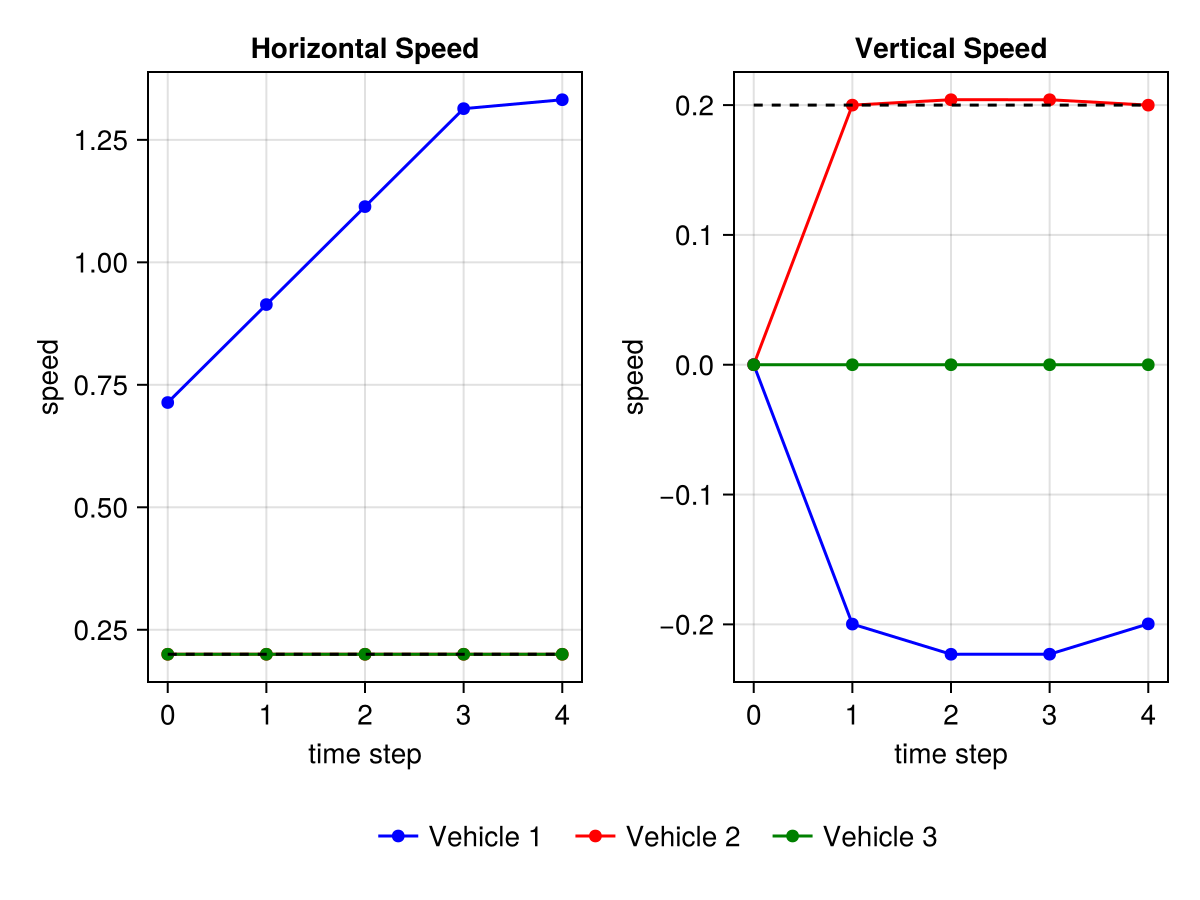 Horizontal Speed
speed
1.25
1.00
0.75
0.50
0.25
0 1 2 3 4
time step
Vertical Speed
speed
0.2
0.1
0.0
−0.1
−0.2
0 1 2 3 4
time step
Vehicle 1 Vehicle 2 Vehicle 3